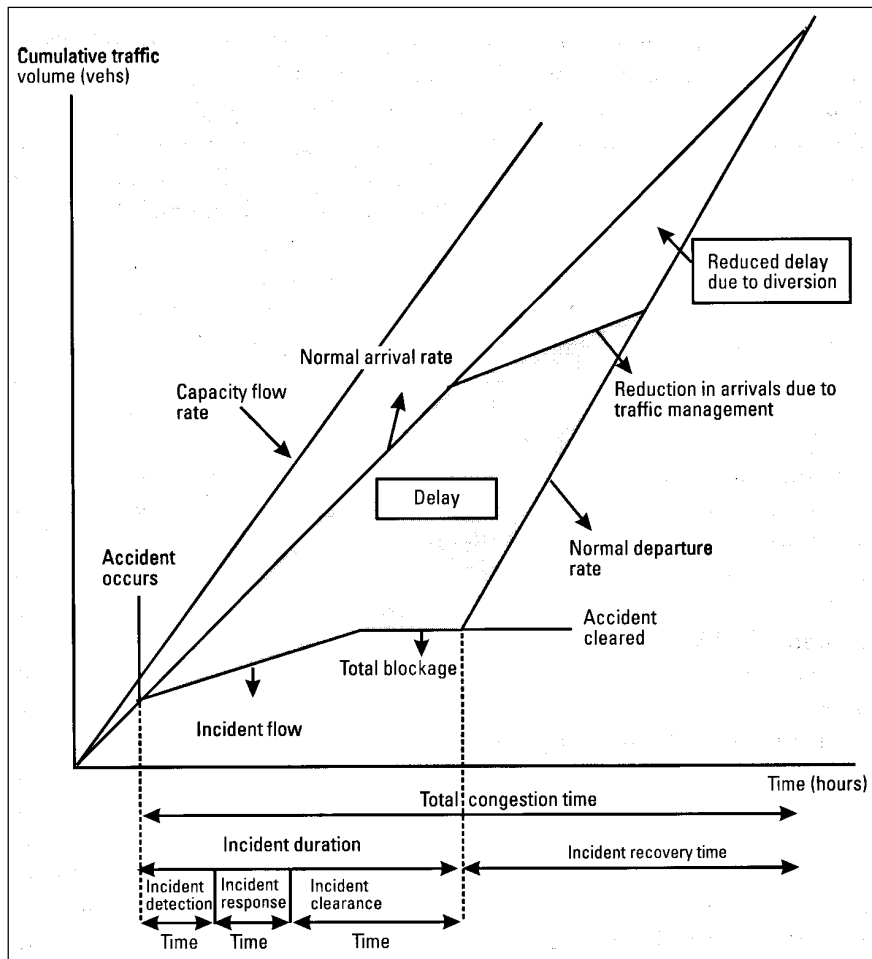 Cumulative traffic
volume (vehs)
Reduced delay
due to diversion
Normal arrival rate
Capacity flow
rate
Reduction in arrivals due to
traffic management
Delay
Normal departure
rate
Accident
occurs
Accident
cleared
Total blockage
Incident flow
Time (hours)
Total congestion time
Incident duration
Incident recovery time
Incident
detection
Incident
response
Incident
clearance
Time
Time
Time